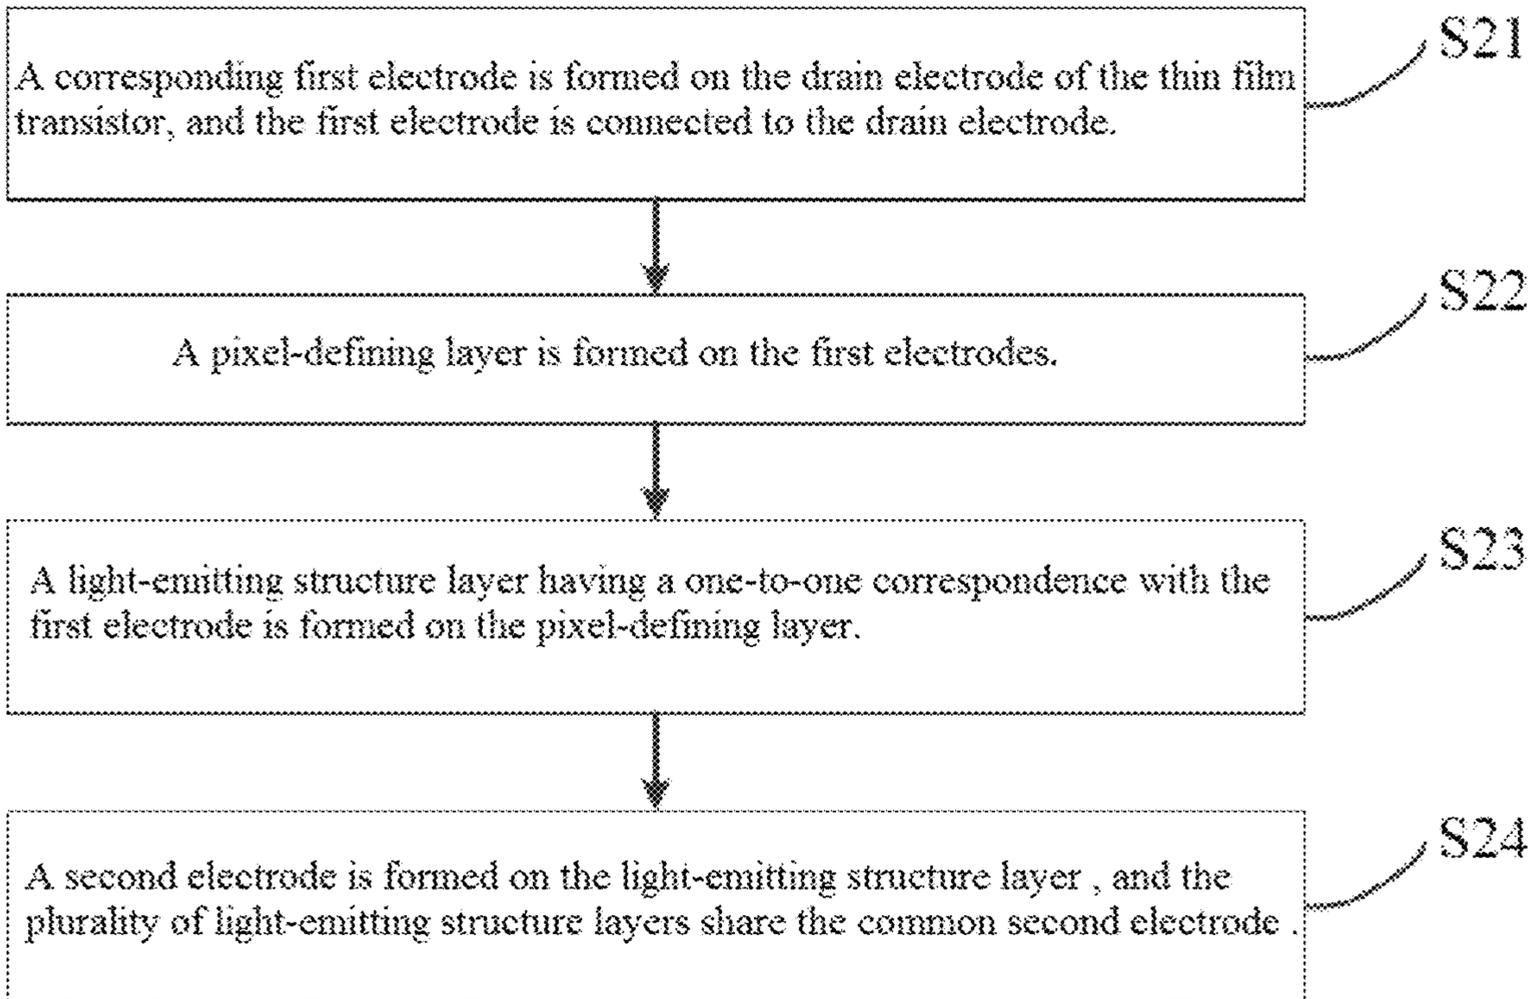 S21
A corresponding first electrode is formed on the drain electrode of the thin film
transistor, and the first electrode is connected to the drain electrode.
S22
A pixel-defining layer is formed on the first electrodes.
S23
A light-emitting structure layer having a one-to-one correspondence with the
first electrode is formed on the pixel-defining layer.
S24
A second electrode is formed on the light-emitting structure layer , and the
plurality of light-emitting structure layers share the common second electrode .